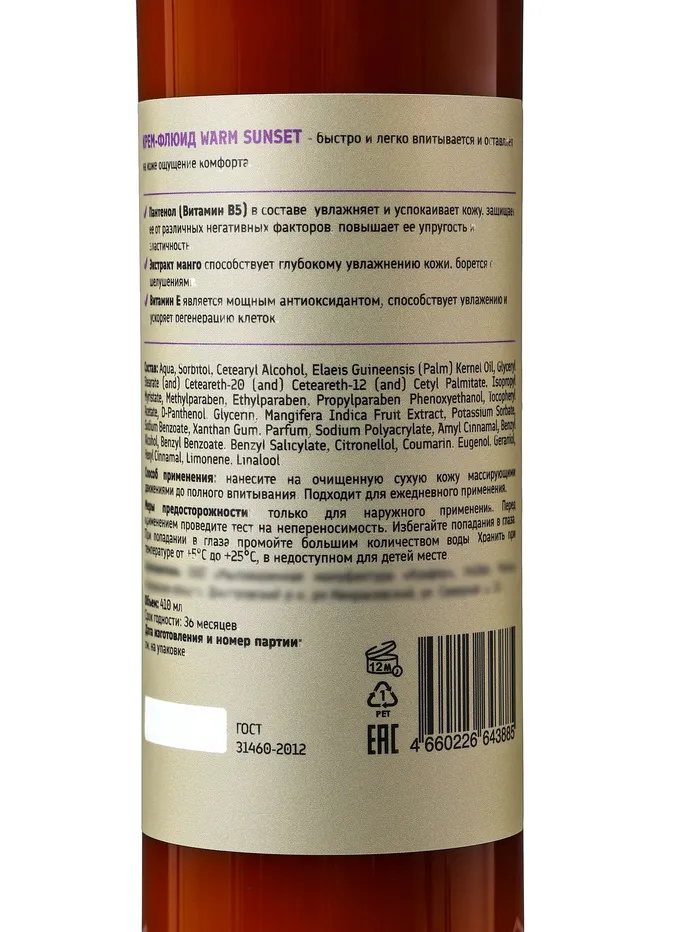 КРЕМ-ФЛЮИД WARM SUNSET - быстро и легко впитывается и оставляет
на коже ощущение комфорта
Пантенол (Витамин B5) в составе увлажняет и успокаивает кожу, защищает
ее от различных негативных факторов, повышает ее упругость и
эластичность
Экстракт манго способствует глубокому увлажнению кожи, борется с
шелушениями
Витамин Е является мощным антиоксидантом, способствует увлажению и
ускоряет регенерацию клеток
Состав: Aqua, Sorbitol, Cetearyl Alcohol, Elaeis Guineensis (Palm) Kernel Oil, Glyceryl
Stearate (and) Ceteareth-20 (and) Ceteareth-12 (and) Cetyl Palmitate, Isopropyl
Myristate, Methylparaben, Ethylparaben, Propylparaben Phenoxyethanol, Tocopheryl
Acetate, D-Panthenol, Glycerin, Mangifera Indica Fruit Extract, Potassium Sorbate,
Sodium Benzoate, Xanthan Gum, Parfum, Sodium Polyacrylate, Amyl Cinnamal, Benzyl
Alcohol, Benzyl Benzoate, Benzyl Salicylate, Citronellol, Coumarin, Eugenol, Geraniol,
Hexyl Cinnamal, Limonene, Linalool
Способ применения: нанесите на очищенную сухую кожу массирующими
движениями до полного впитывания. Подходит для ежедневного применения.
Меры предосторожности: только для наружного применения. Перед
применением проведите тест на непереносимость. Избегайте попадания в глаза.
При попадании в глаза промойте большим количеством воды. Хранить при
температуре от +5°C до +25°C, в недоступном для детей месте
Объем: 410 мл
Срок годности: 36 месяцев
Дата изготовления и номер партии:
см. на упаковке
12М
1
PET
ГОСТ
31460-2012
EAC
4 660226 643885